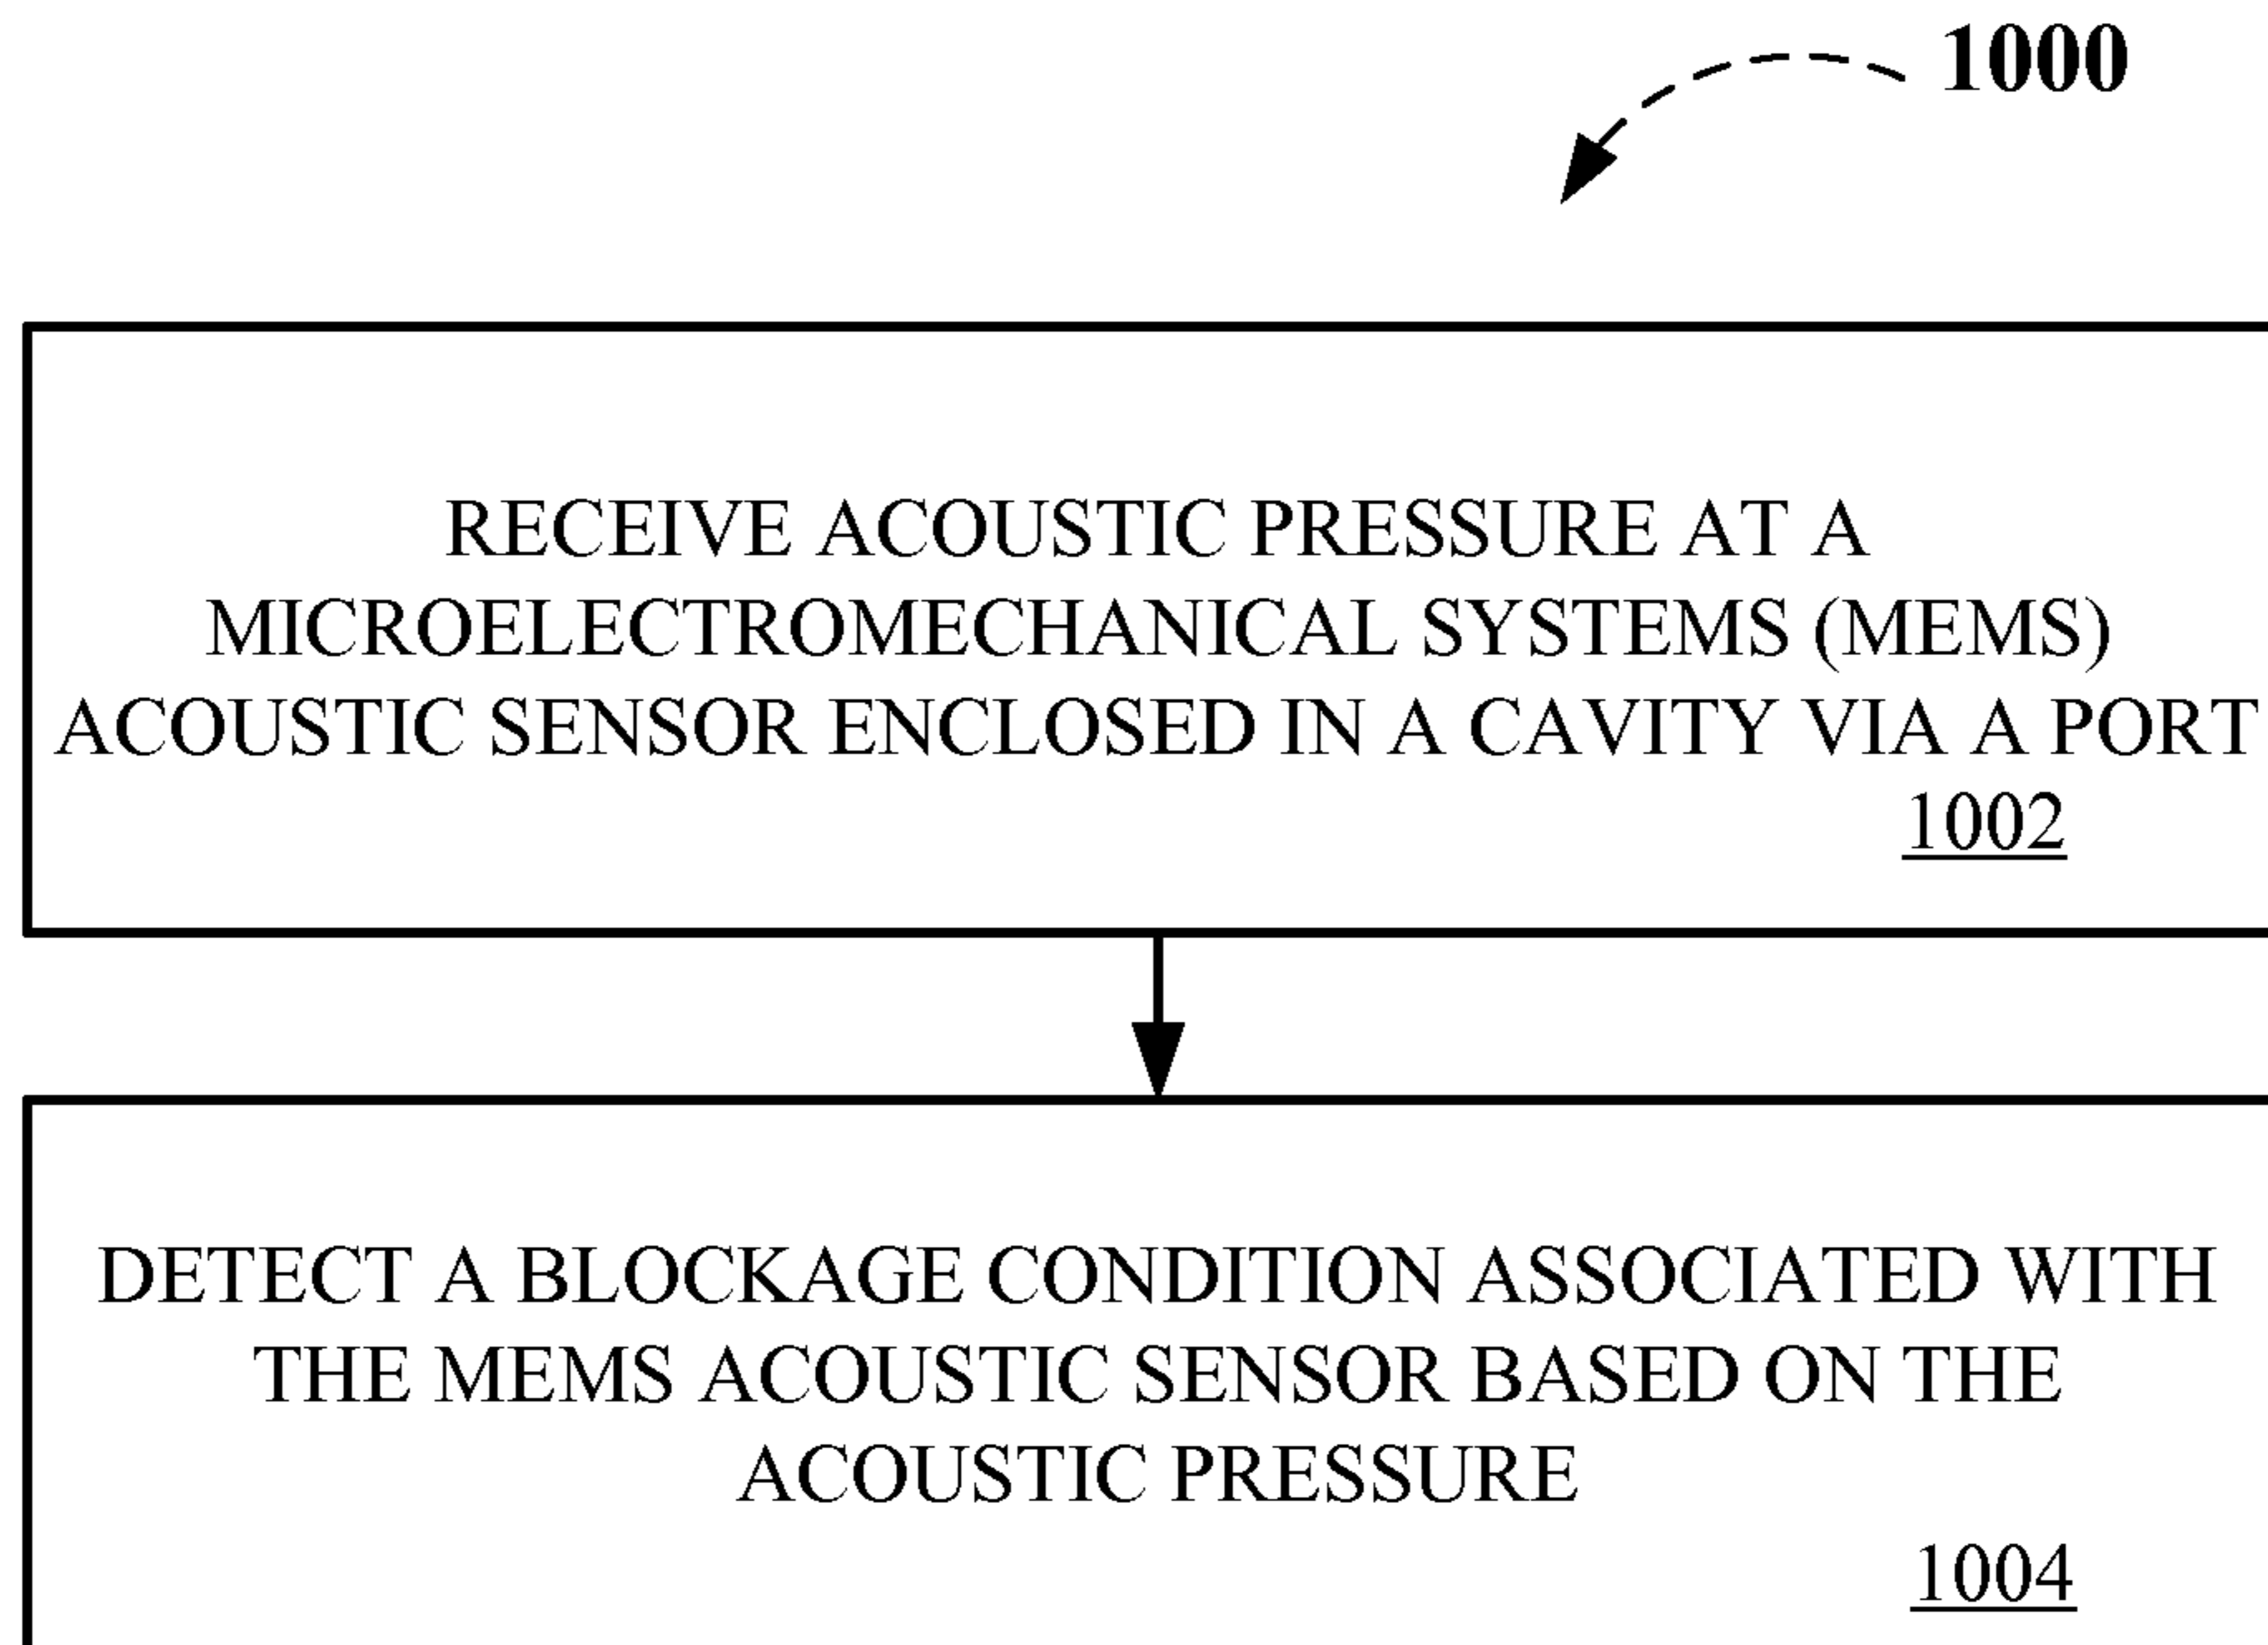 1000
RECEIVE ACOUSTIC PRESSURE AT A
MICROELECTROMECHANICAL SYSTEMS (MEMS)
ACOUSTIC SENSOR ENCLOSED IN A CAVITY VIA A PORT
1002
DETECT A BLOCKAGE CONDITION ASSOCIATED WITH
THE MEMS ACOUSTIC SENSOR BASED ON THE
ACOUSTIC PRESSURE
1004